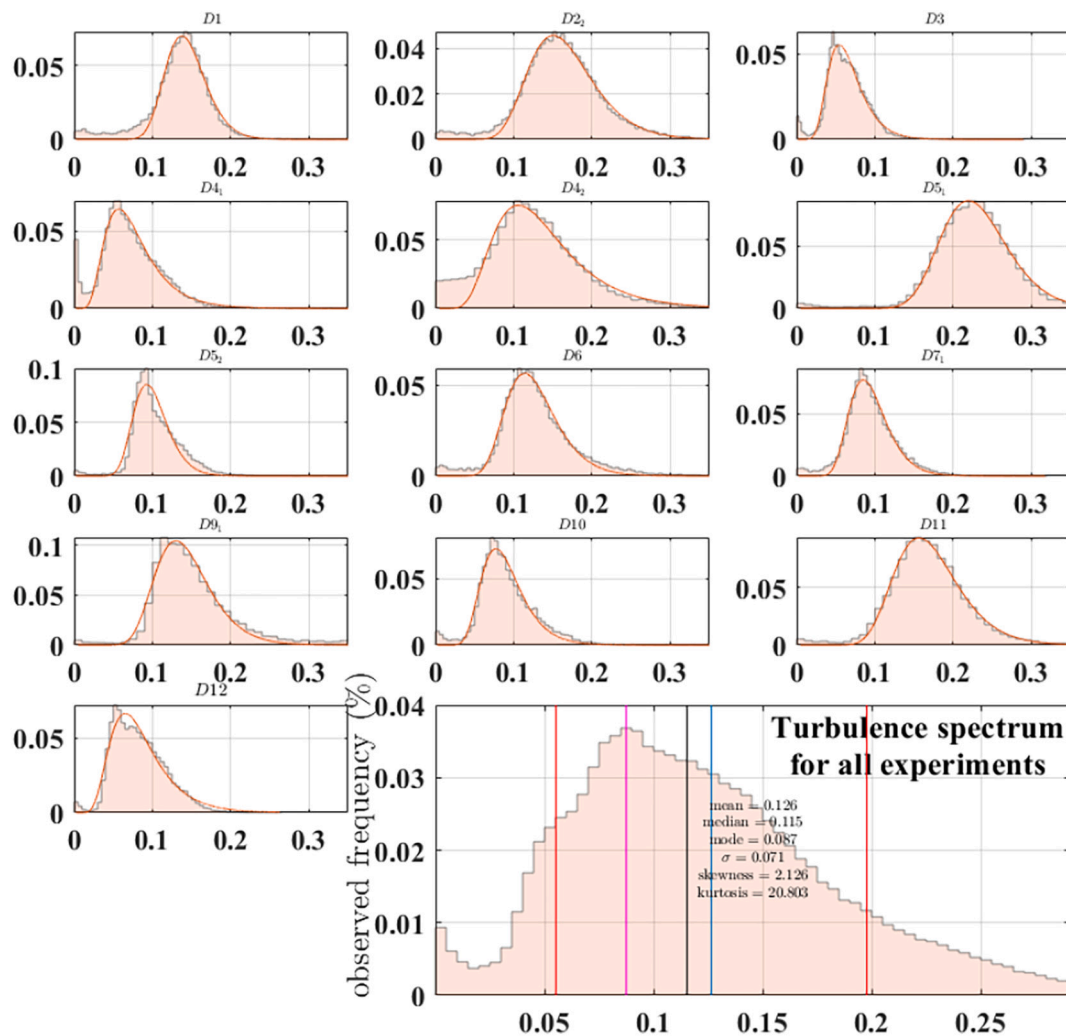 D1 D2₂ D3
0.05 0.04 0.05
0.02
0 0 0
0 0.1 0.2 0.3 0 0.1 0.2 0.3 0 0.1 0.2 0.3
D4₁ D4₂ D5₁
0.05 0.05 0.05
0 0 0
0 0.1 0.2 0.3 0 0.1 0.2 0.3 0 0.1 0.2 0.3
D5₂ D6 D7₁
0.1
0.05 0.05 0.05
0 0 0
0 0.1 0.2 0.3 0 0.1 0.2 0.3 0 0.1 0.2 0.3
D9₁ D10 D11
0.1
0.05 0.05 0.05
0 0 0
0 0.1 0.2 0.3 0 0.1 0.2 0.3 0 0.1 0.2 0.3
D12
0.05
0
0 0.1 0.2 0.3
observed frequency (%)
0.04
0.03
0.02
0.01
0
Turbulence spectrum
for all experiments
mean = 0.126
median = 0.115
mode = 0.087
σ = 0.071
skewness = 2.126
kurtosis = 20.803
0.05 0.1 0.15 0.2 0.25